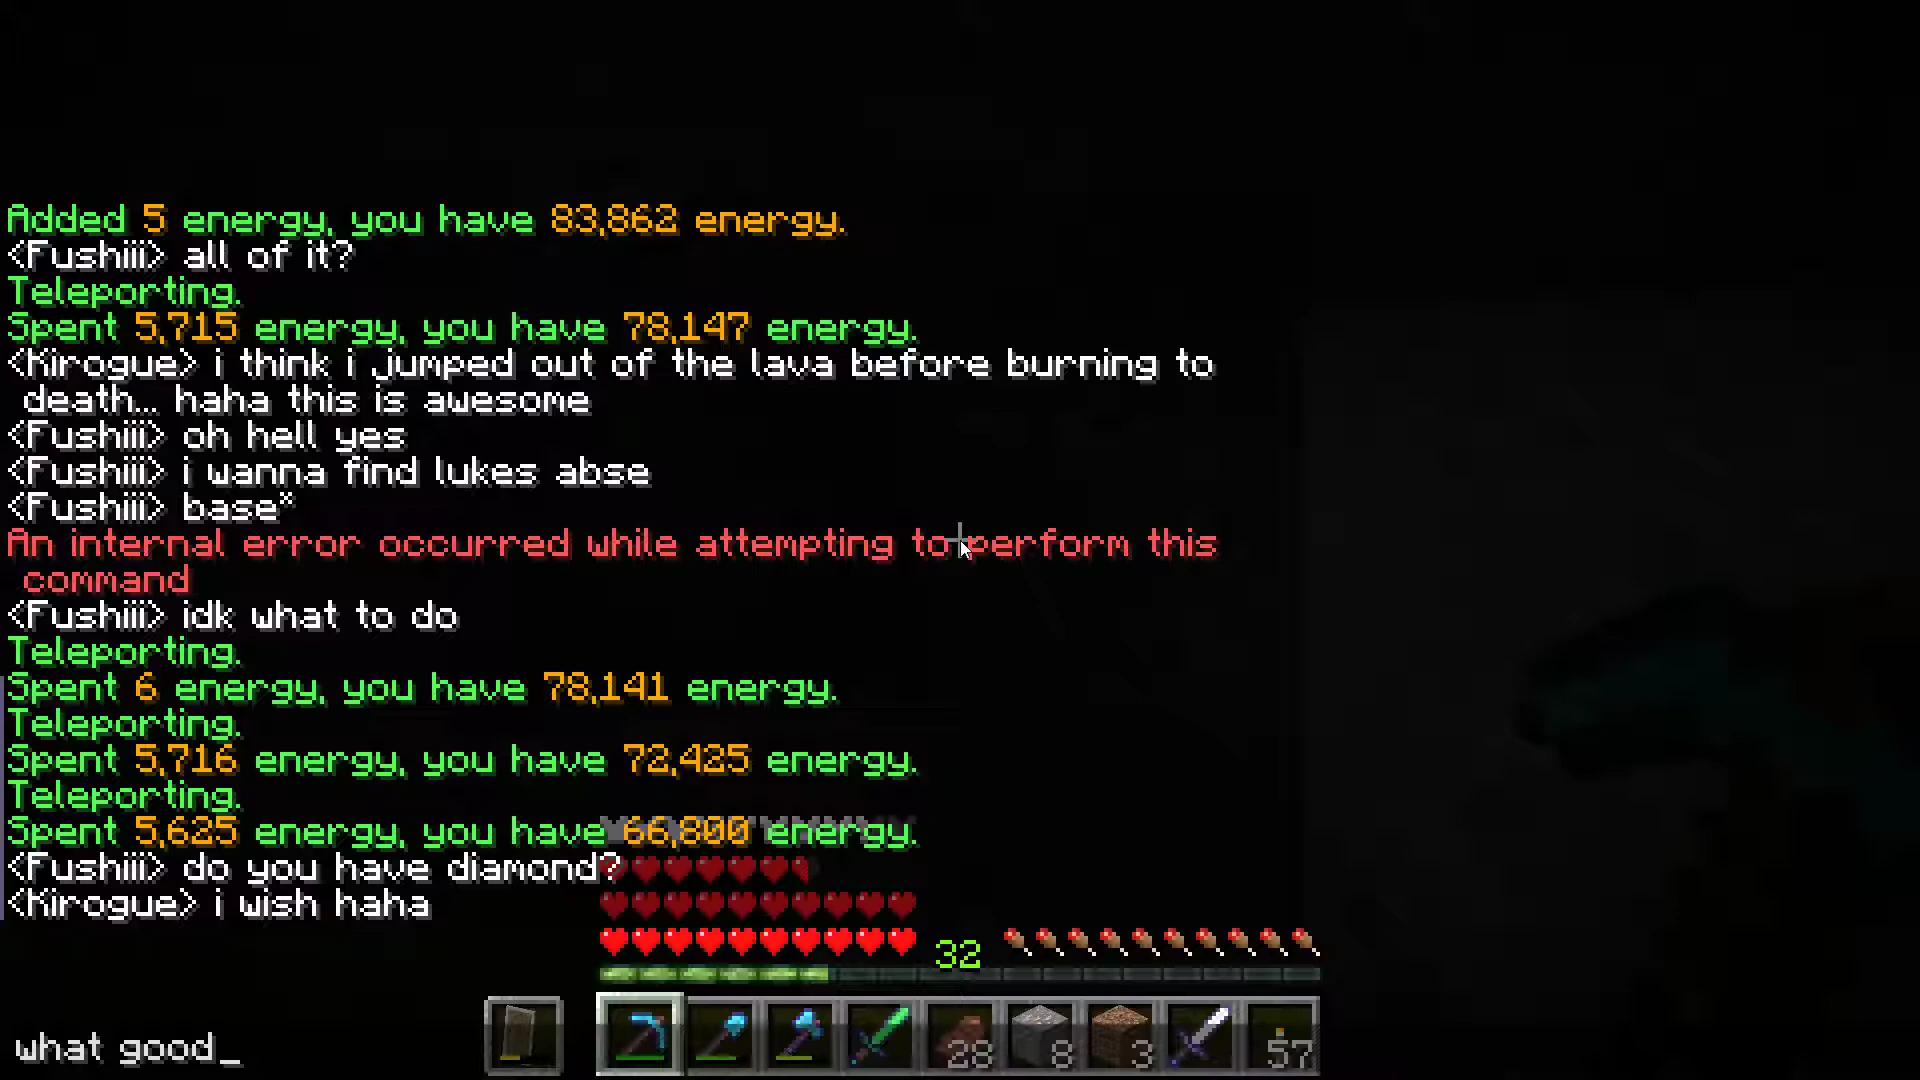 Added 5 energy, you have 83,862 energy.
<Fushiii> all of it?
Teleporting.
Spent 5,715 energy, you have 78,147 energy.
<Kirogue> i think i jumped out of the lava before burning to
death... haha this is awesome
<Fushiii> oh hell yes
<Fushiii> i wanna find lukes abse
<Fushiii> base*
An internal error occurred while attempting to perform this
command
<Fushiii> idk what to do
Teleporting.
Spent 6 energy, you have 78,141 energy.
Teleporting.
Spent 5,716 energy, you have 72,425 energy.
Teleporting.
Spent 5,625 energy, you have 66,800 energy.
<Fushiii> do you have diamond?
<Kirogue> i wish haha
32
what good_
28 8 3 57